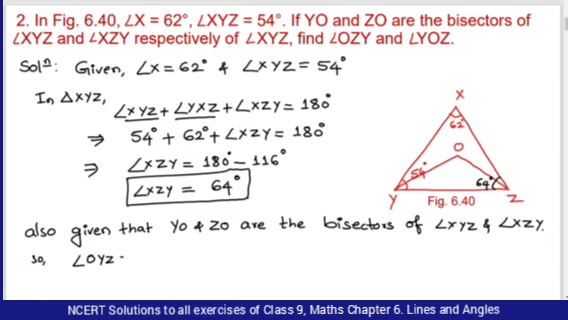 2. In Fig. 6.40, ∠X = 62°, ∠XYZ = 54°. If YO and ZO are the bisectors of
∠XYZ and ∠XZY respectively of ∠XYZ, find ∠OZY and ∠YOZ.
Solⁿ: Given, ∠X = 62° & ∠XYZ = 54°
In ΔXYZ,
∠XYZ + ∠YXZ + ∠XZY = 180°
⇒ 54° + 62° + ∠XZY = 180°
⇒ ∠XZY = 180° - 116°
∠XZY = 64°
X
62°
O
54°
64°
Y
Z
Fig. 6.40
also given that YO & ZO are the bisectors of ∠XYZ & ∠XZY.
so, ∠OYZ -
NCERT Solutions to all exercises of Class 9, Maths Chapter 6. Lines and Angles